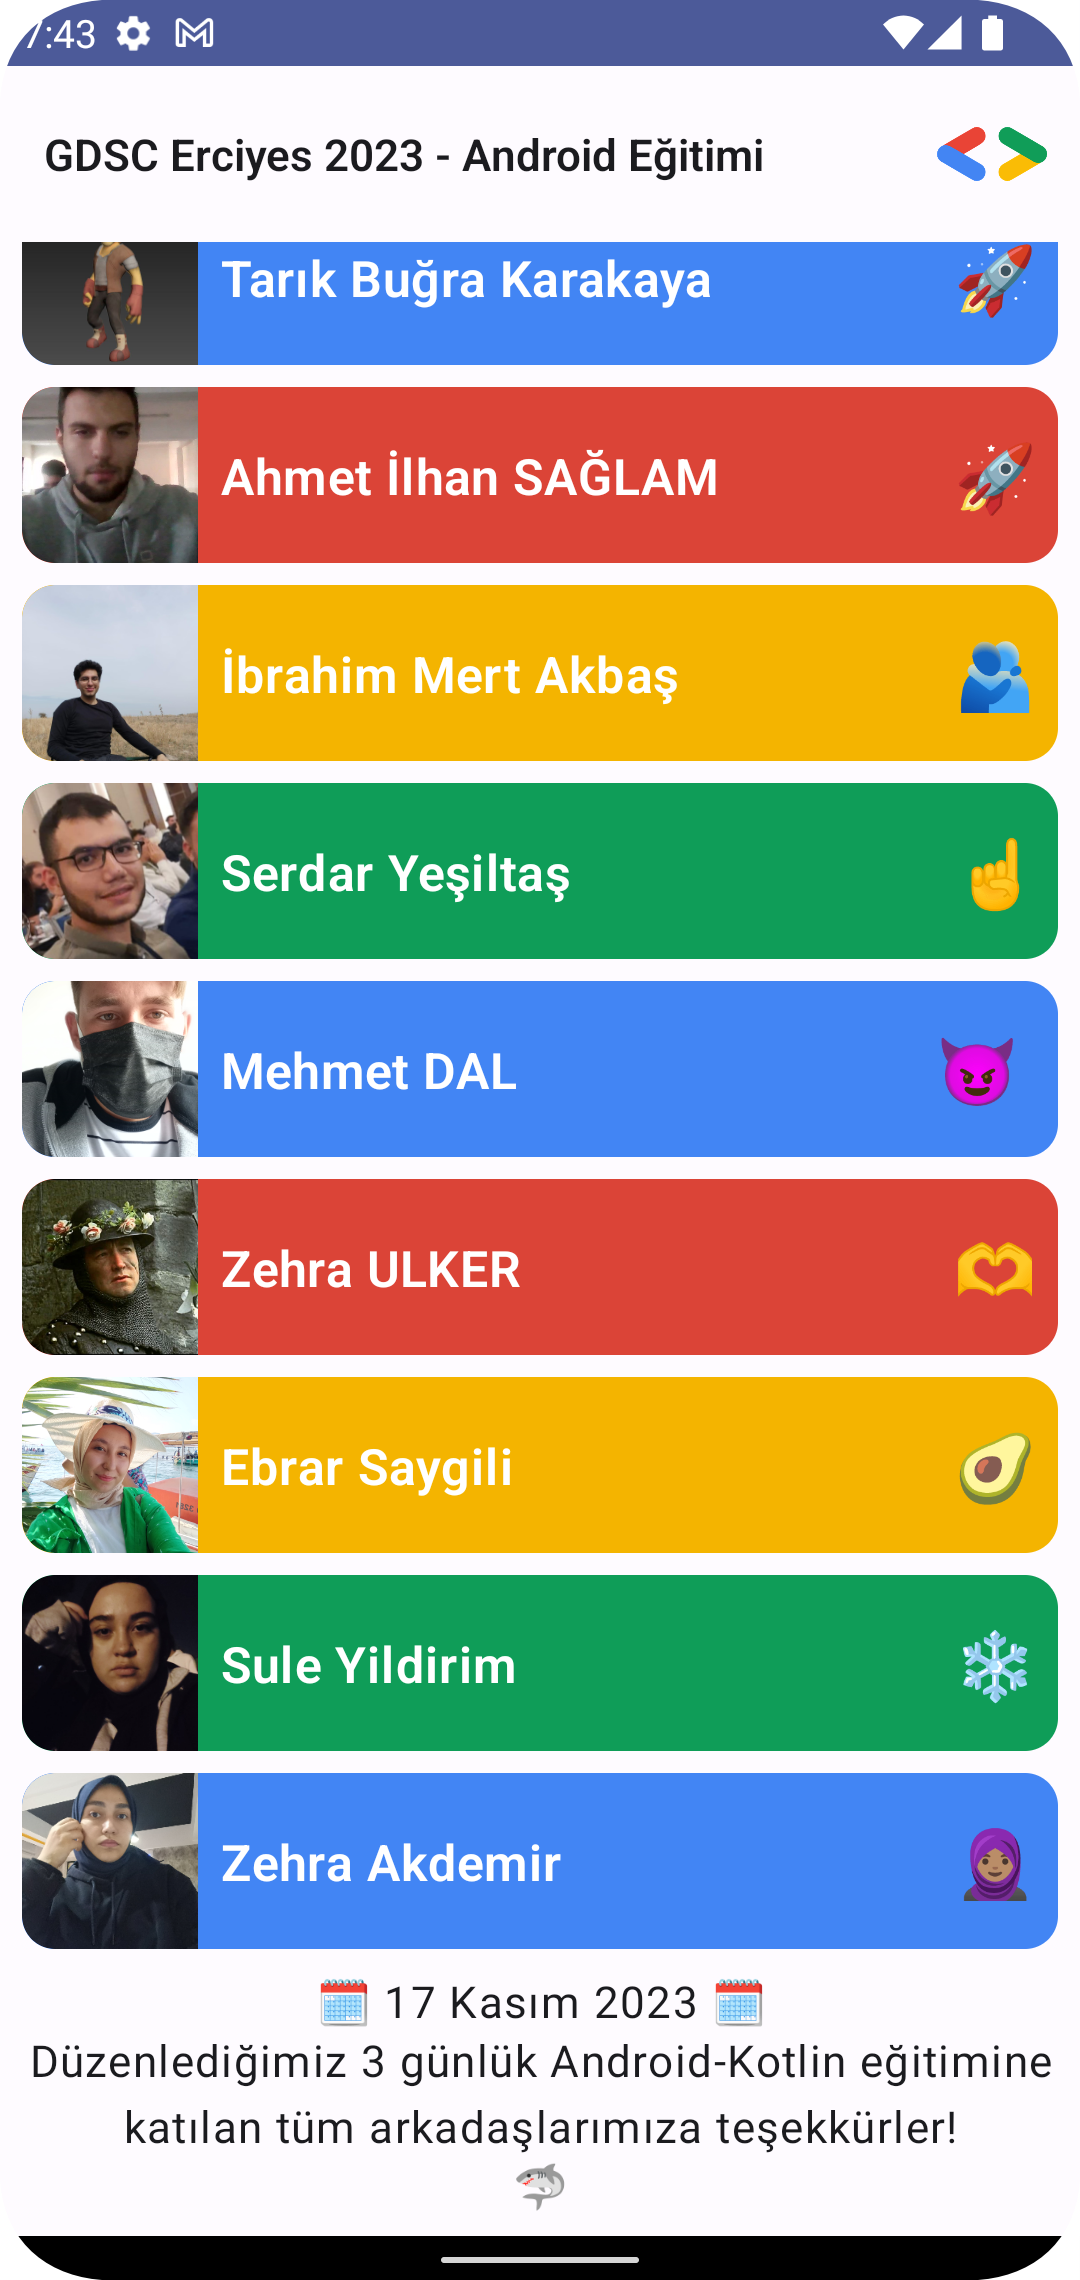 7:43
GDSC Erciyes 2023 - Android Eğitimi
Tarık Buğra Karakaya
Ahmet İlhan SAĞLAM
İbrahim Mert Akbaş
Serdar Yeşiltaş
Mehmet DAL
Zehra ULKER
Ebrar Saygili
Sule Yildirim
Zehra Akdemir
17 Kasım 2023
Düzenlediğimiz 3 günlük Android-Kotlin eğitimine
katılan tüm arkadaşlarımıza teşekkürler!